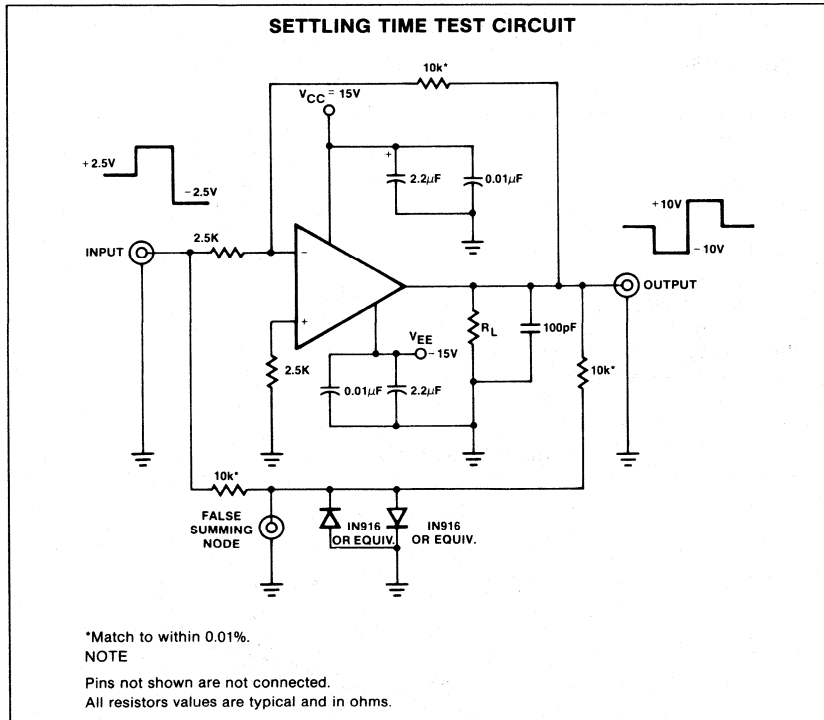 SETTLING TIME TEST CIRCUIT
10k*
VCC = 15V
+2.5V
-2.5V
+
2.2µF
0.01µF
+10V
-10V
INPUT
2.5K
−
+
OUTPUT
RL
100pF
VEE
-15V
2.5K
0.01µF
2.2µF
10k*
10k*
FALSE
SUMMING
NODE
IN916
OR EQUIV.
IN916
OR EQUIV.
*Match to within 0.01%.
NOTE
Pins not shown are not connected.
All resistors values are typical and in ohms.